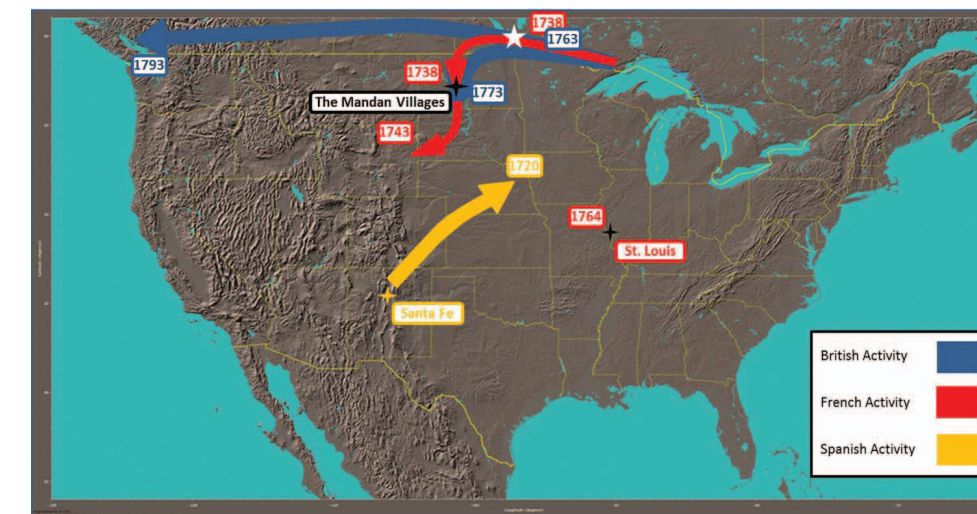 1738
1763
1793
1738
1773
The Mandan Villages
1743
1720
1764
St. Louis
Santa Fe
British Activity
French Activity
Spanish Activity